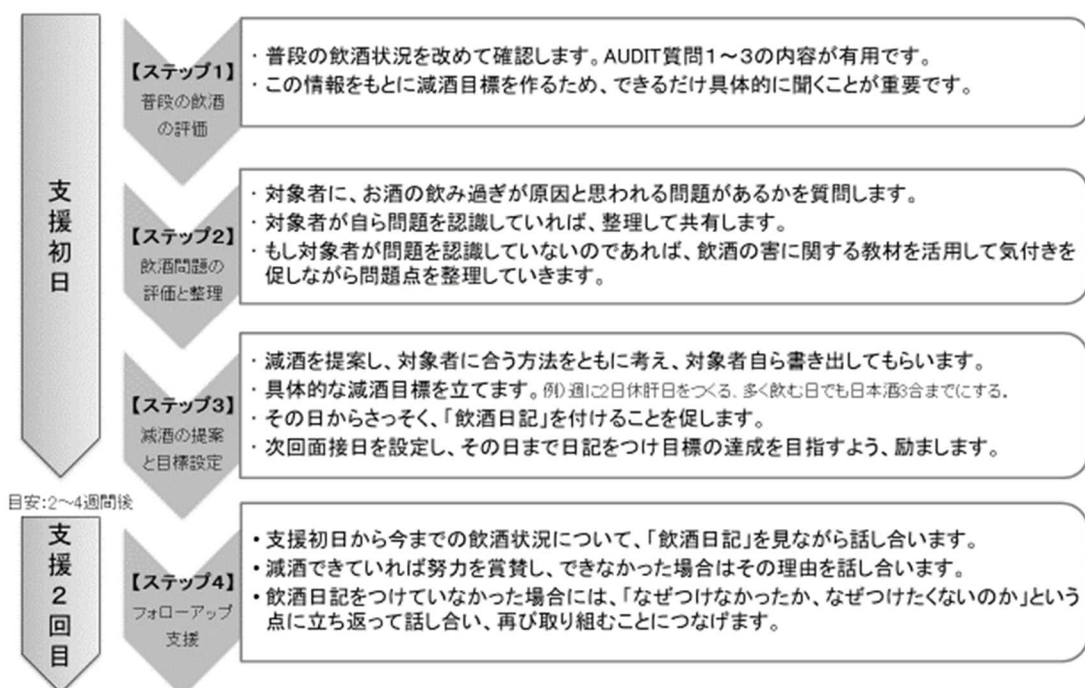 支援初日
【ステップ1】
普段の飲酒
の評価
・普段の飲酒状況を改めて確認します。AUDIT質問1～3の内容が有用です。
・この情報をもとに減酒目標を作るため、できるだけ具体的に聞くことが重要です。
【ステップ2】
飲酒問題の
評価と整理
・対象者に、お酒の飲み過ぎが原因と思われる問題があるかを質問します。
・対象者が自ら問題を認識していれば、整理して共有します。
・もし対象者が問題を認識していないのであれば、飲酒の害に関する教材を活用して気付きを
促しながら問題点を整理していきます。
【ステップ3】
減酒の提案
と目標設定
・減酒を提案し、対象者に合う方法をともに考え、対象者自ら書き出してもらいます。
・具体的な減酒目標を立てます。例）週に2日休肝日をつくる、多く飲む日でも日本酒3合までにする。
・その日からさっそく、「飲酒日記」を付けることを促します。
・次回面接日を設定し、その日まで日記をつけ目標の達成を目指すよう、励まします。
目安：2～4週間後
支援2回目
【ステップ4】
フォローアップ
支援
・支援初日から今までの飲酒状況について、「飲酒日記」を見ながら話し合います。
・減酒できていれば努力を賞賛し、できなかった場合はその理由を話し合います。
・飲酒日記をつけていなかった場合には、「なぜつけなかったか、なぜつけたくないのか」という
点に立ち返って話し合い、再び取り組むことにつなげます。